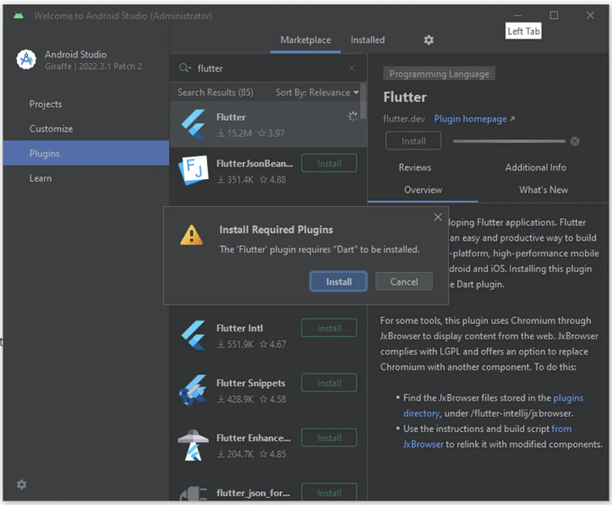 Welcome to Android Studio (Administrator)
Left Tab
Android Studio
Giraffe | 2022.3.1 Patch 2
Projects
Customize
Plugins
Learn
Marketplace
Installed
flutter
Search Results (85)
Sort By: Relevance
Flutter
15.2M 3.97
FlutterJsonBean...
Install
351.4K 4.88
Flutter Intl
Install
551.9K 4.67
Flutter Snippets
Install
428.9K 4.58
Flutter Enhance...
Install
204.7K 4.85
flutter_json_for...
Install
Programming Language
Flutter
flutter.dev Plugin homepage
Install
Reviews
Additional Info
Overview
What's New
loping Flutter applications. Flutter
an easy and productive way to build
-platform, high-performance mobile
droid and iOS. Installing this plugin
e Dart plugin.
For some tools, this plugin uses Chromium through
JxBrowser to display content from the web. JxBrowser
complies with LGPL and offers an option to replace
Chromium with another component. To do this:
• Find the JxBrowser files stored in the plugins
directory, under /flutter-intellij/jxbrowser.
• Use the instructions and build script from
JxBrowser to relink it with modified components.
Install Required Plugins
The 'Flutter' plugin requires "Dart" to be installed.
Install
Cancel